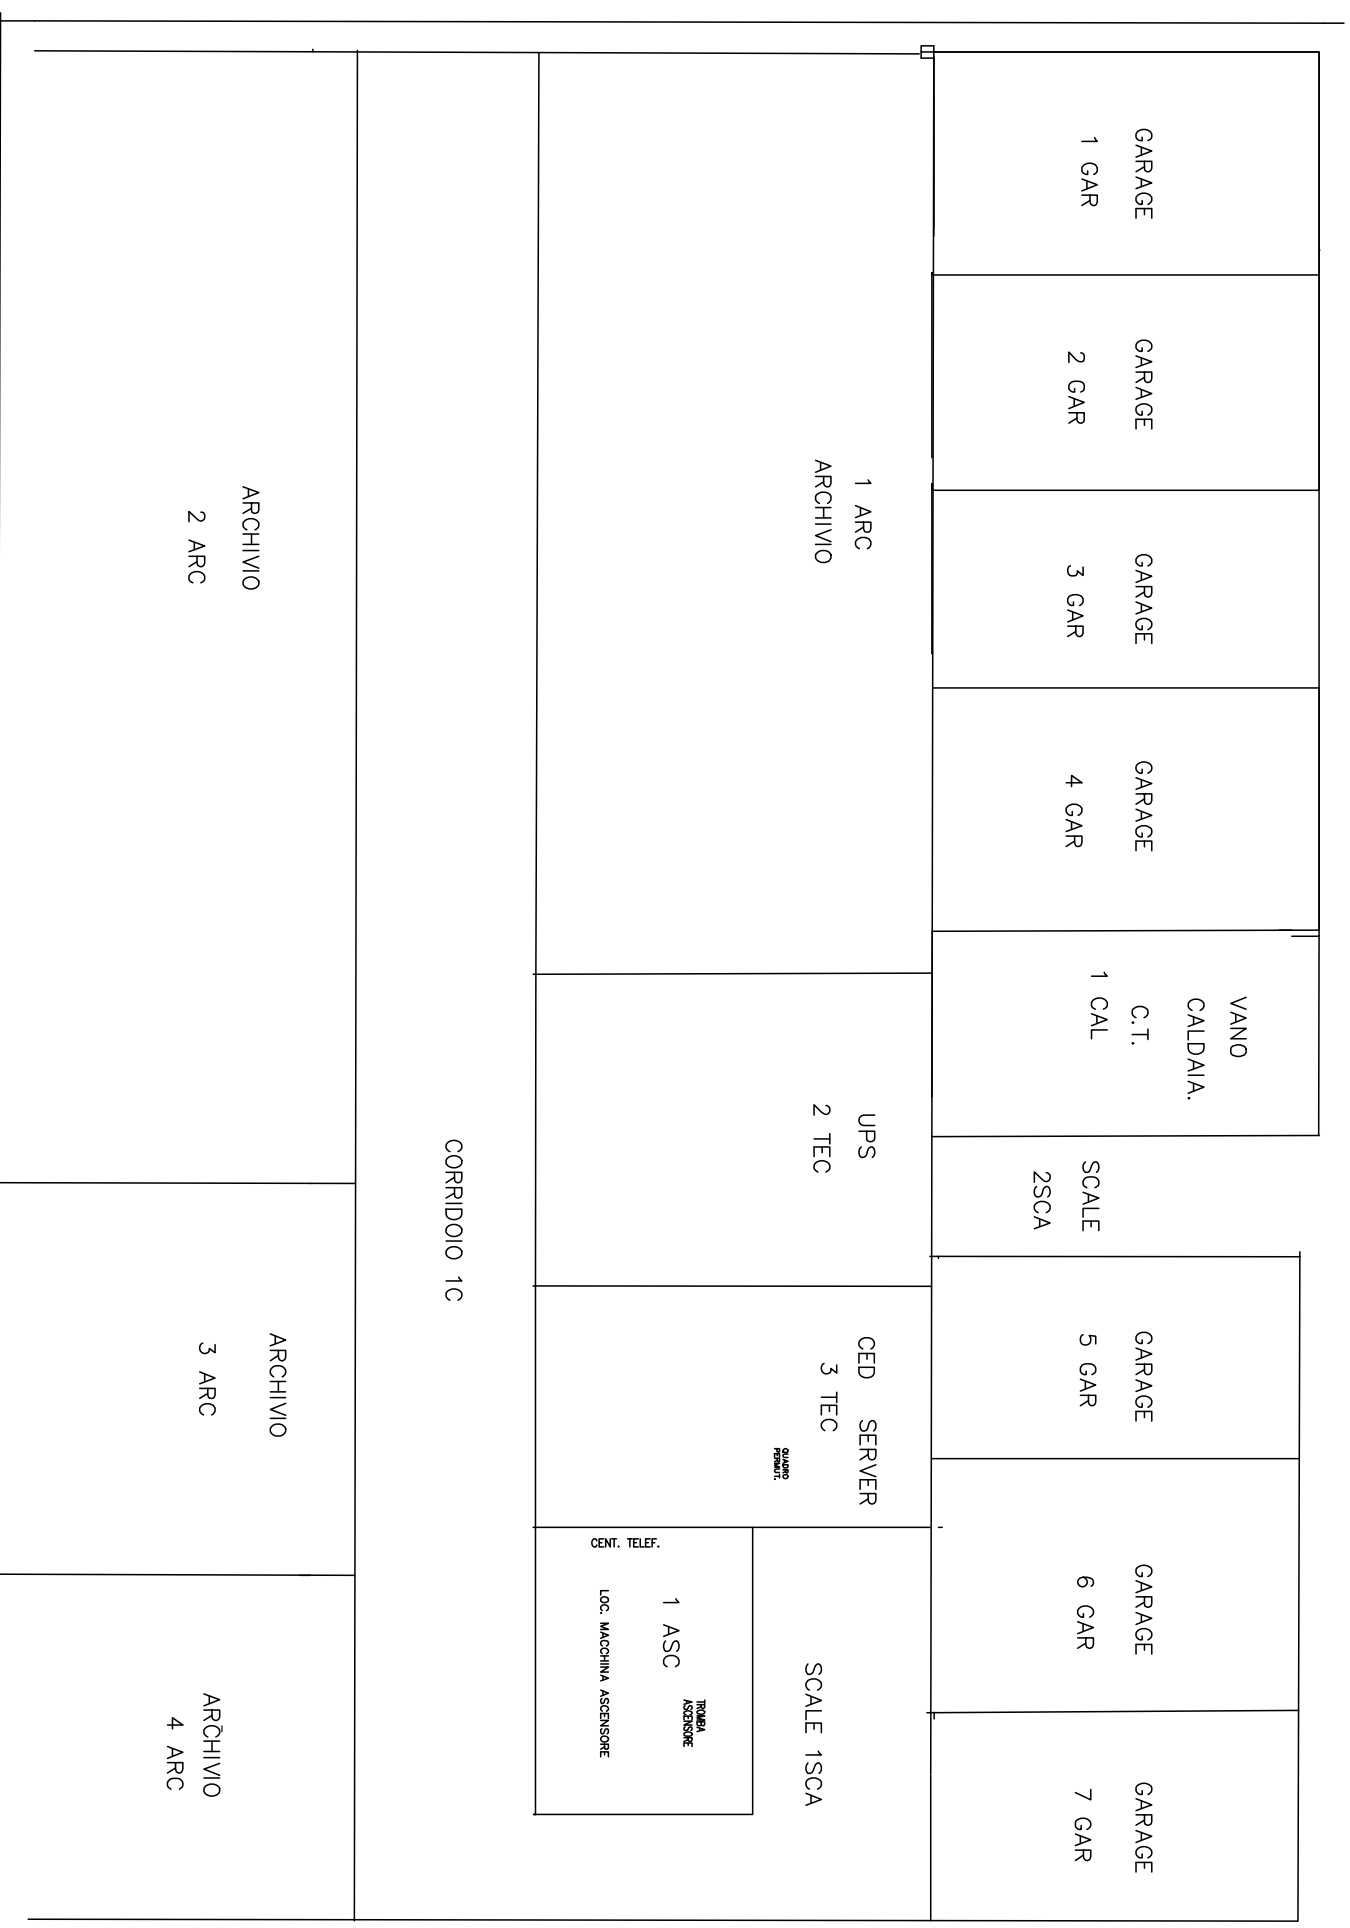 GARAGE
1 GAR
GARAGE
2 GAR
GARAGE
3 GAR
GARAGE
4 GAR
VANO
CALDAIA.
C.T.
1 CAL
SCALE
2SCA
GARAGE
5 GAR
GARAGE
6 GAR
GARAGE
7 GAR
1 ARC
ARCHIVIO
UPS
2 TEC
CED SERVER
3 TEC
QUADRO
PERMUT.
SCALE 1SCA
CENT. TELEF.
1 ASC
TROMBA
ASCENSORE
LOC. MACCHINA ASCENSORE
CORRIDOIO 1C
ARCHIVIO
2 ARC
ARCHIVIO
3 ARC
ARCHIVIO
4 ARC